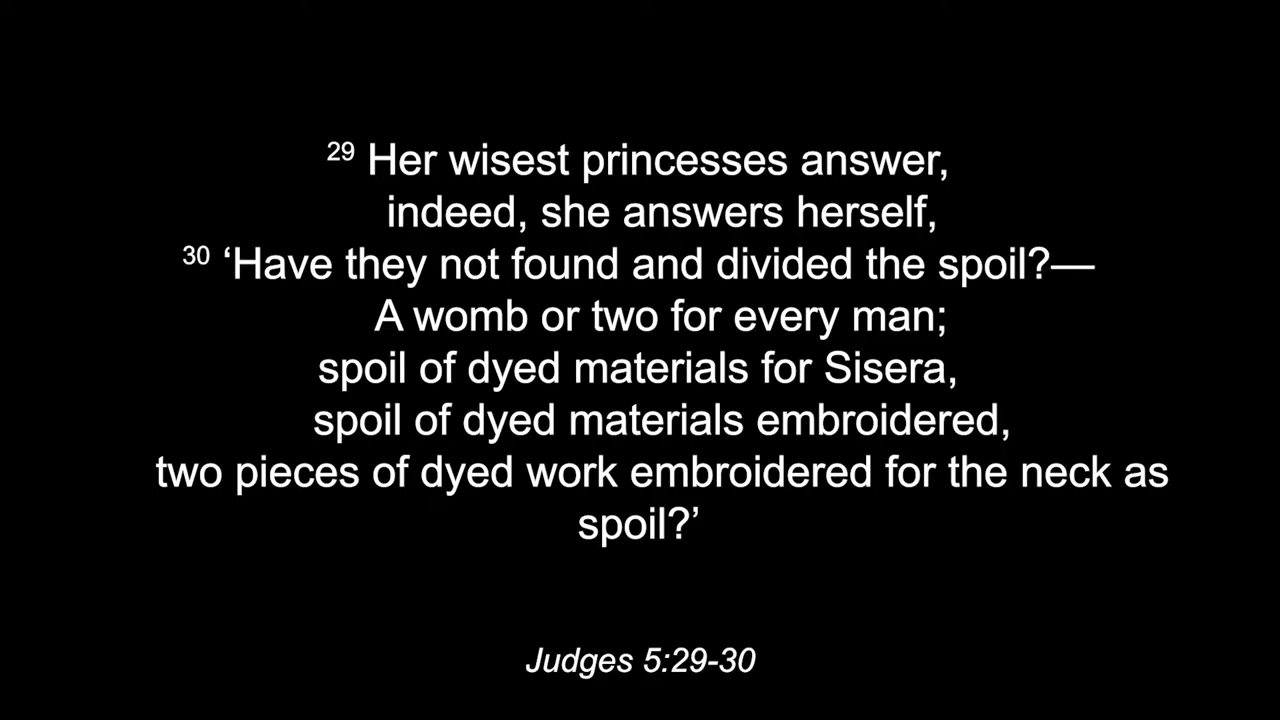 29 Her wisest princesses answer,
indeed, she answers herself,
30 ‘Have they not found and divided the spoil?—
A womb or two for every man;
spoil of dyed materials for Sisera,
spoil of dyed materials embroidered,
two pieces of dyed work embroidered for the neck as
spoil?’
Judges 5:29-30